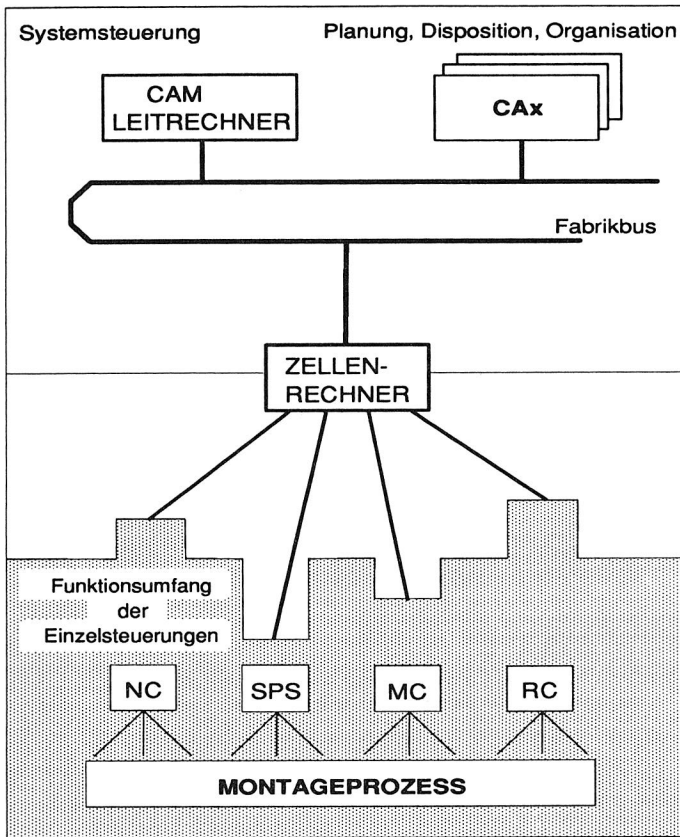 Systemsteuerung
Planung, Disposition, Organisation
CAM
LEITRECHNER
CAx
Fabrikbus
ZELLEN-
RECHNER
Funktionsumfang
der
Einzelsteuerungen
NC
SPS
MC
RC
MONTAGEPROZESS